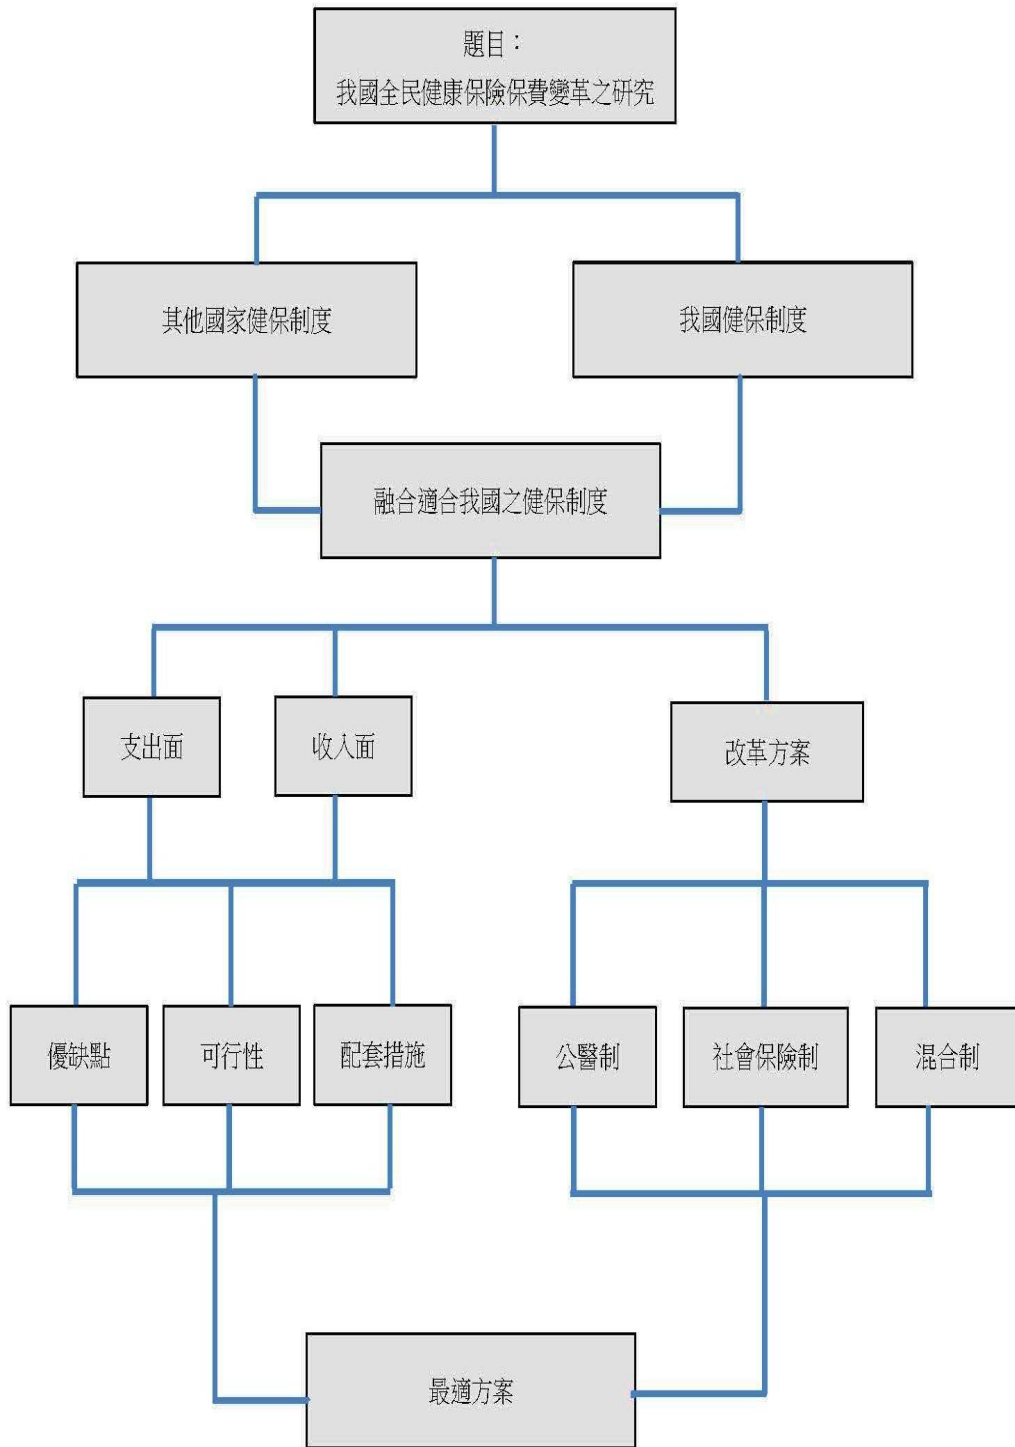 題目：
我國全民健康保險保費變革之研究
其他國家健保制度
我國健保制度
融合適合我國之健保制度
支出面
收入面
改革方案
優缺點
可行性
配套措施
公醫制
社會保險制
混合制
最適方案